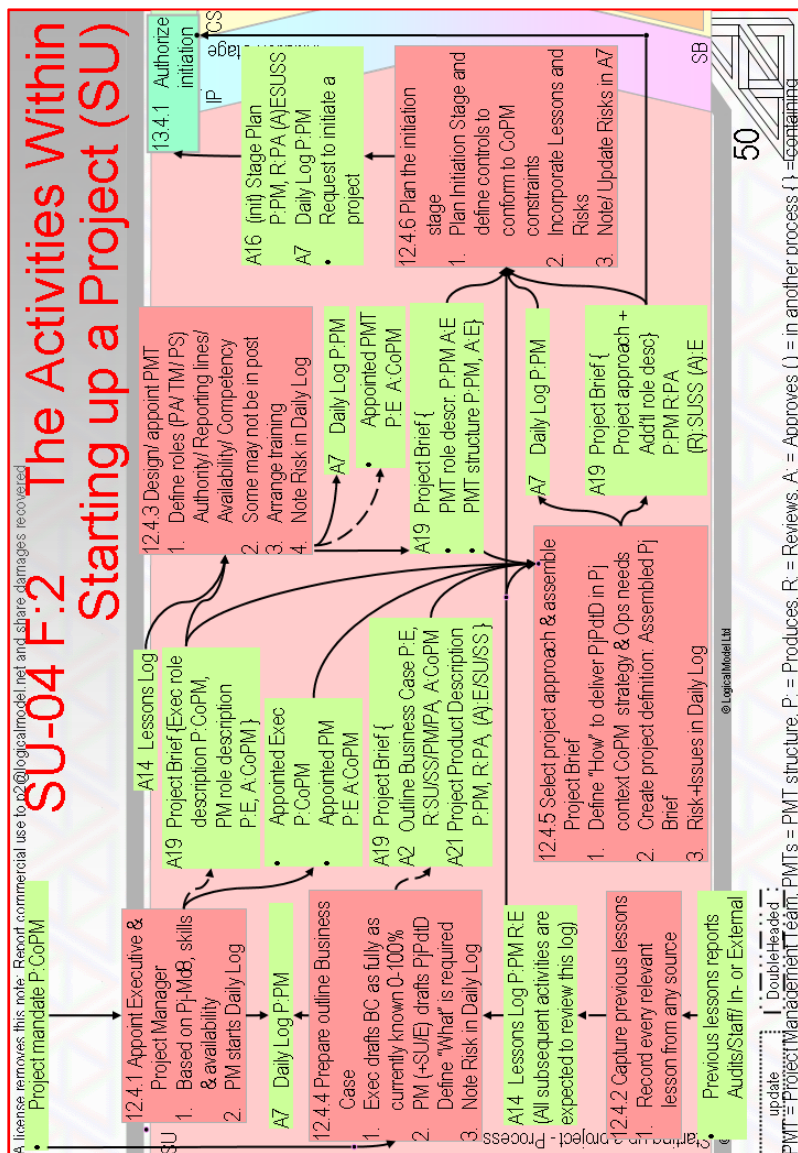 A license removes this note: Report commercial use to p2@logicalmodel.net and share damages recovered
SU-04 F:2 The Activities Within
Starting up a Project (SU)
• Project mandate P:CoPM
SU
12.4.1 Appoint Executive &
Project Manager
1. Based on Pj-MdB, skills
& availability
2. PM starts Daily Log
A7 Daily Log P:PM
12.4.4 Prepare outline Business
Case
1. Exec drafts BC as fully as
currently known 0-100%
2. PM (+SU/E) drafts PjPdtD
Define "What" is required
3. Note Risk in Daily Log
A14 Lessons Log P:PM R:E
(All subsequent activities are
expected to review this log)
12.4.2 Capture previous lessons
1. Record every relevant
lesson from any source
• Previous lessons reports
Audits/Staff/ In- or External
Starting up a project - Process
A14 Lessons Log
A19 Project Brief {Exec role
description P:CoPM,
PM role description
P:E, A:CoPM }
• Appointed Exec
P:CoPM
• Appointed PM
P:E A:CoPM
A19 Project Brief {
A2 Outline Business Case P:E,
R:SU/SS/PM/PA, A:CoPM
A21 Project Product Description
P:PM, R:PA, (A):E/SU/SS }
12.4.5 Select project approach & assemble
Project Brief
1. Define "How" to deliver PjPdtD in Pj
context CoPM strategy & Ops needs
2. Create project definition: Assembled Pj
Brief
3. Risk+Issues in Daily Log
12.4.3 Design/ appoint PMT
1. Define roles (PA/ TM/ PS)
Authority/ Reporting lines/
Availability/ Competency
2. Some may not be in post
3. Arrange training
4. Note Risk in Daily Log
A7 Daily Log P:PM
• Appointed PMT
P:E A:CoPM
A19 Project Brief {
• PMT role descr. P:PM A:E
• PMT structure P:PM, A:E}
A7 Daily Log P:PM
A19 Project Brief {
Project approach +
Add'tl role desc}
P:PM R:PA
(R):SUSS (A):E
13.4.1 Authorize
initiation
CS
IP
A16 (init) Stage Plan
P:PM, R:PA (A)ESUSS
A7 Daily Log P:PM
• Request to initiate a
project
12.4.6 Plan the initiation
stage
1. Plan Initiation Stage and
define controls to
conform to CoPM
constraints
2. Incorporate Lessons and
Risks
3. Note/ Update Risks in A7
SB
© LogicalModel Ltd
50
update
DoubleHeaded
PMT = Project Management Team, PMTs = PMT structure, P: = Produces, R: = Reviews, A: = Approves () = in another process { } =containing